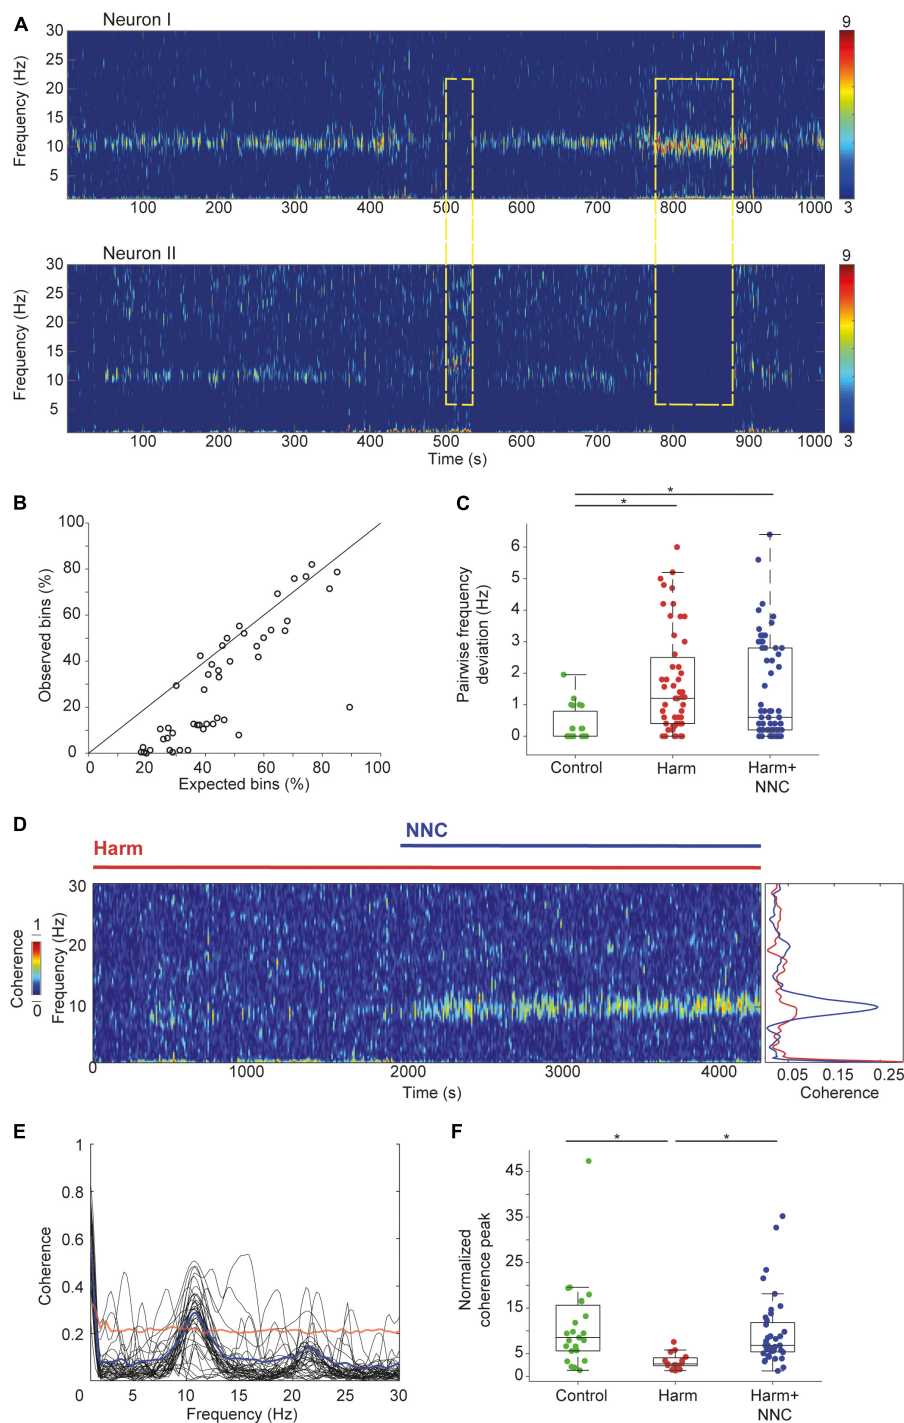 A
Neuron I
30
25
20
15
10
5
Frequency (Hz)
100 200 300 400 500 600 700 800 900 1000
9
3
Neuron II
30
25
20
15
10
5
Frequency (Hz)
100 200 300 400 500 600 700 800 900 1000
Time (s)
9
3
B
100
80
60
40
20
0
Observed bins (%)
0 20 40 60 80 100
Expected bins (%)
C
*
*
6
5
4
3
2
1
0
Pairwise frequency
deviation (Hz)
Control Harm Harm+
NNC
D
NNC
Harm
Coherence
1
0
Frequency (Hz)
30
20
10
0
0 1000 2000 3000 4000
Time (s)
0.05 0.15 0.25
Coherence
E
1
0.8
0.6
0.4
0.2
Coherence
0 5 10 15 20 25 30
Frequency (Hz)
F
* *
45
35
25
15
5
0
Normalized
coherence peak
Control Harm Harm+
NNC